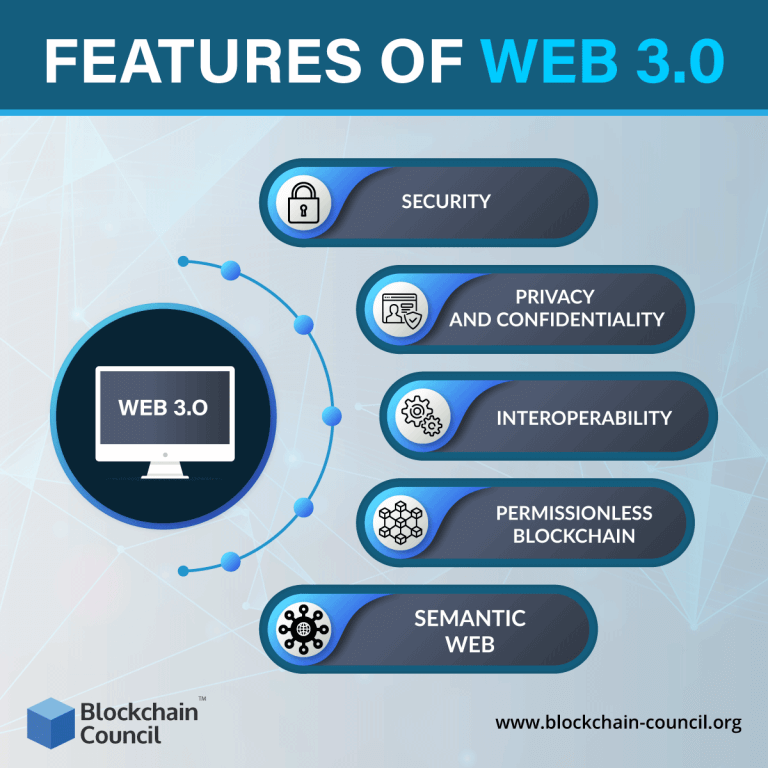 FEATURES OF WEB 3.0
SECURITY
PRIVACY
AND CONFIDENTIALITY
WEB 3.O
INTEROPERABILITY
PERMISSIONLESS
BLOCKCHAIN
SEMANTIC
WEB
Blockchain™
Council
www.blockchain-council.org